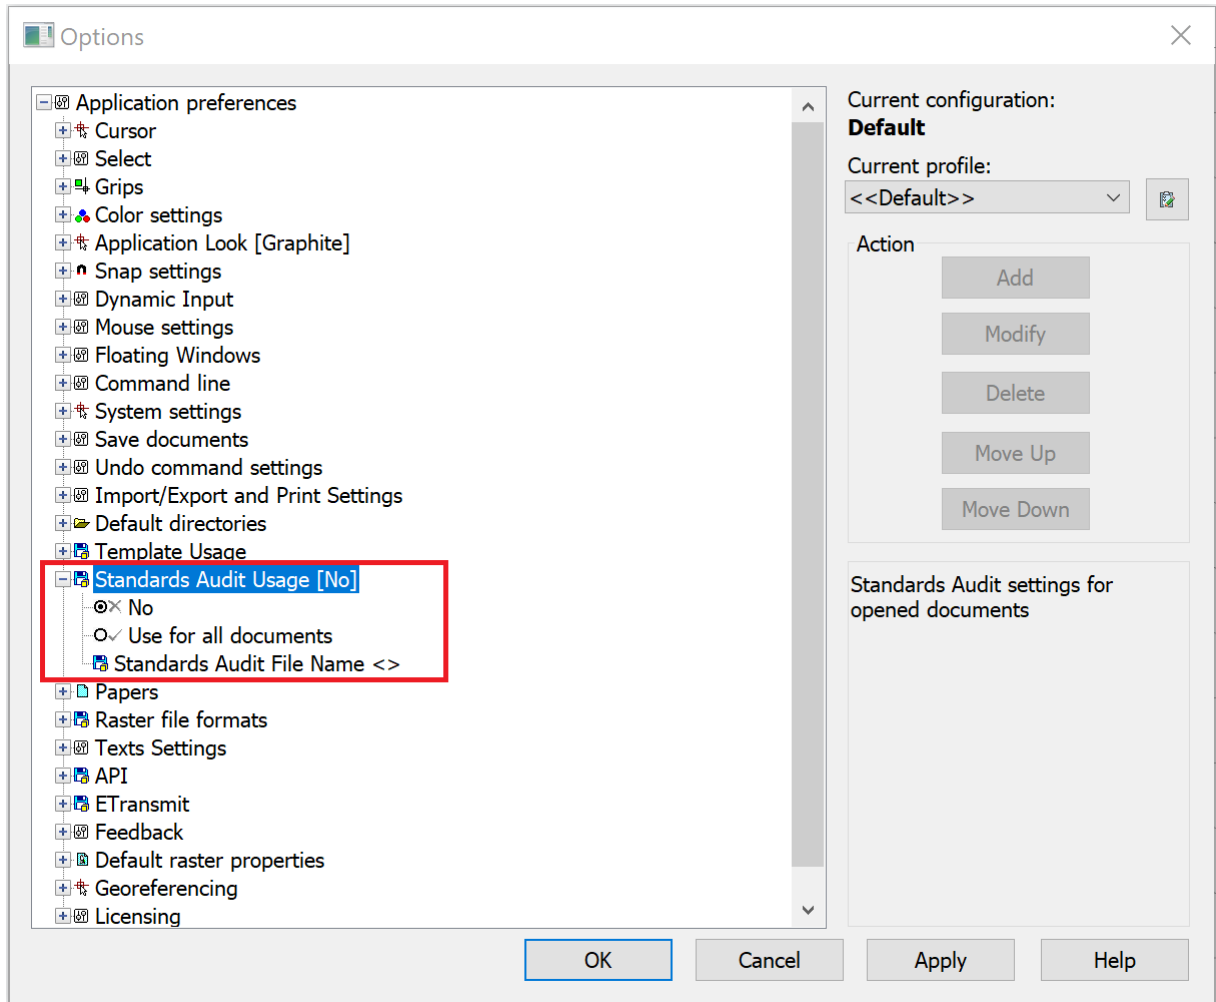 Options
Application preferences
Cursor
Select
Grips
Color settings
Application Look [Graphite]
Snap settings
Dynamic Input
Mouse settings
Floating Windows
Command line
System settings
Save documents
Undo command settings
Import/Export and Print Settings
Default directories
Template Usage
Standards Audit Usage [No]
No
Use for all documents
Standards Audit File Name <>
Papers
Raster file formats
Texts Settings
API
ETransmit
Feedback
Default raster properties
Georeferencing
Licensing
Current configuration:
Default
Current profile:
<<Default>>
Action
Add
Modify
Delete
Move Up
Move Down
Standards Audit settings for
opened documents
OK
Cancel
Apply
Help